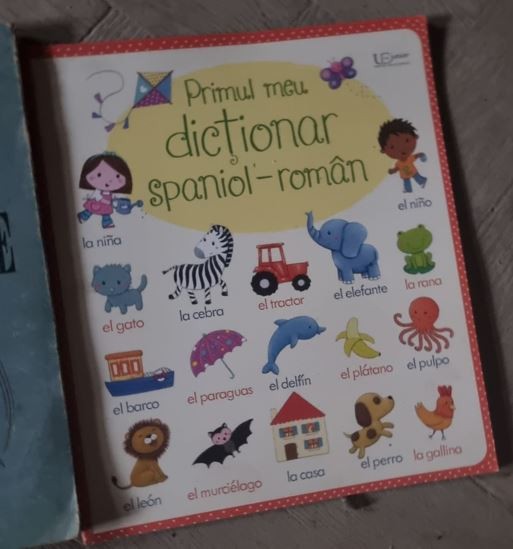 Primul meu
dicționar
spaniol-român
la niña
el niño
el gato
la cebra
el tractor
el elefante
la rana
el barco
el paraguas
el delfín
el plátano
el pulpo
el león
el murciélago
la casa
el perro
la gallina
E